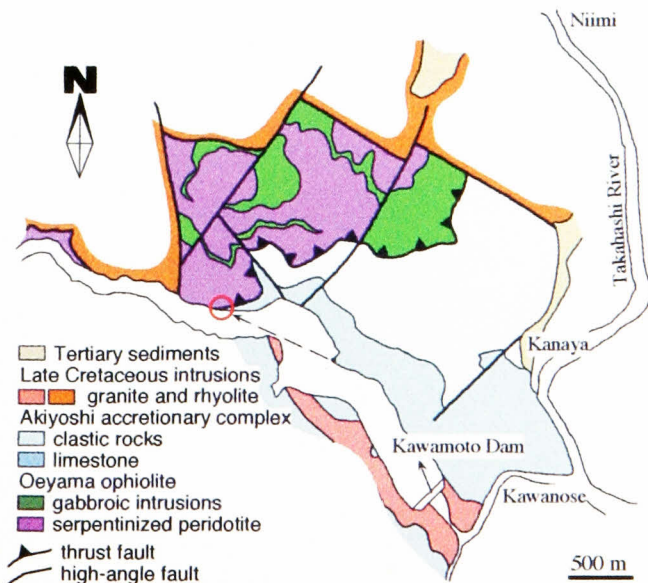 Niimi
N
Takahashi River
Kanaya
Tertiary sediments
Late Cretaceous intrusions
granite and rhyolite
Akiyoshi accretionary complex
clastic rocks
limestone
Oeyama ophiolite
gabbroic intrusions
serpentinized peridotite
thrust fault
high-angle fault
Kawamoto Dam
Kawanose
500 m